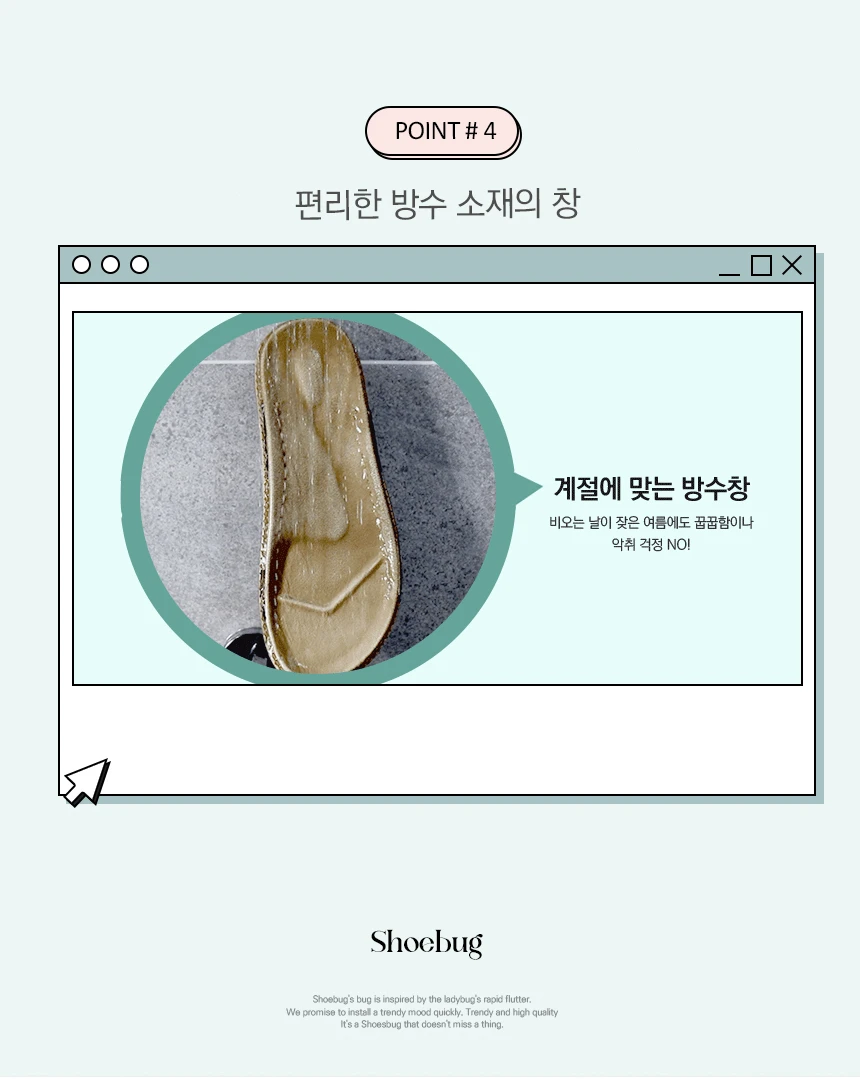 POINT # 4
편리한 방수 소재의 창
계절에 맞는 방수창
비오는 날이 잦은 여름에도 꿉꿉함이나
악취 걱정 NO!
Shoebug
Shoebug's bug is inspired by the ladybug's rapid flutter.
We promise to install a trendy mood quickly. Trendy and high quality
It's a Shoesbug that doesn't miss a thing.